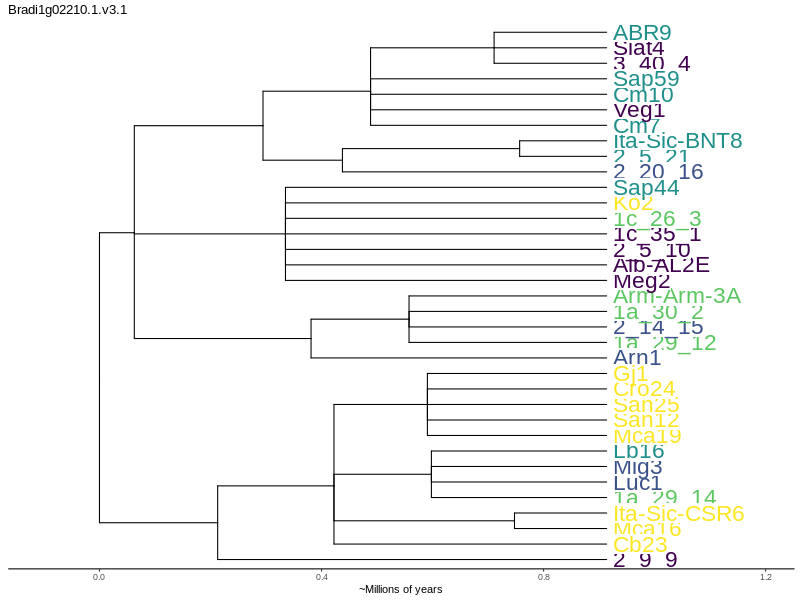 Bradi1g02210.1.v3.1
ABR9
Siat4
3_40_4
Sap59
Cm10
Veg1
Cm7
Ita-Sic-BNT8
2_5_21
2_20_16
Sap44
Ko2
1c_26_3
1c_35_1
2_5_10
Alb-AL2E
Meg2
Arm-Arm-3A
1a_30_2
2_14_15
1a_29_12
Arn1
Gj1
Cro24
San25
San12
Mca19
Lb16
Mig3
Luc1
1a_29_14
Ita-Sic-CSR6
Mca16
Cb23
2_9_9
0.0 0.4 0.8 1.2
~Millions of years